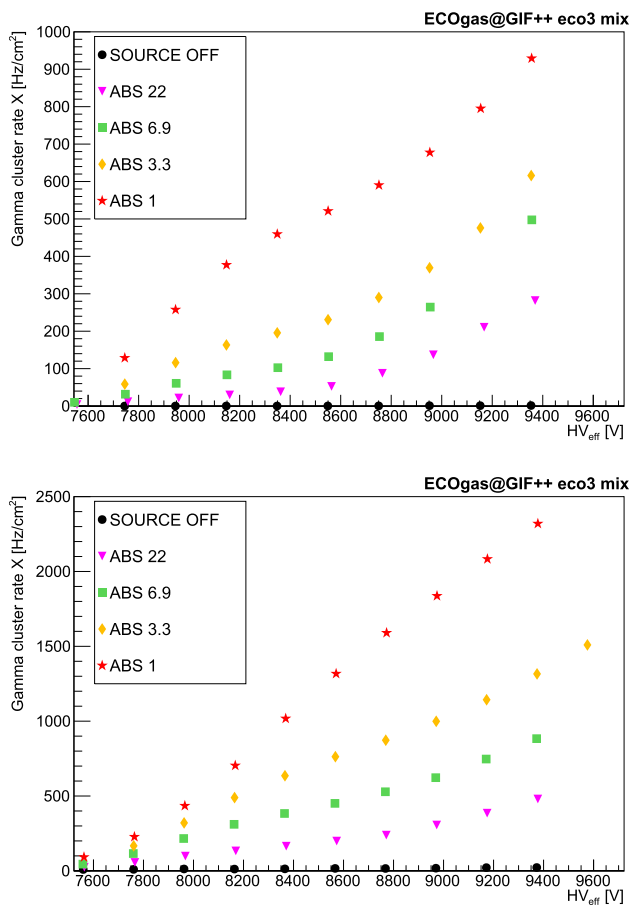 ECOgas@GIF++ eco3 mix
Gamma cluster rate X [Hz/cm²]
1000
900
800
700
600
500
400
300
200
100
0
SOURCE OFF
ABS 22
ABS 6.9
ABS 3.3
ABS 1
7600 7800 8000 8200 8400 8600 8800 9000 9200 9400 9600
HVeff [V]
ECOgas@GIF++ eco3 mix
Gamma cluster rate X [Hz/cm²]
2500
2000
1500
1000
500
0
SOURCE OFF
ABS 22
ABS 6.9
ABS 3.3
ABS 1
7600 7800 8000 8200 8400 8600 8800 9000 9200 9400 9600
HVeff [V]